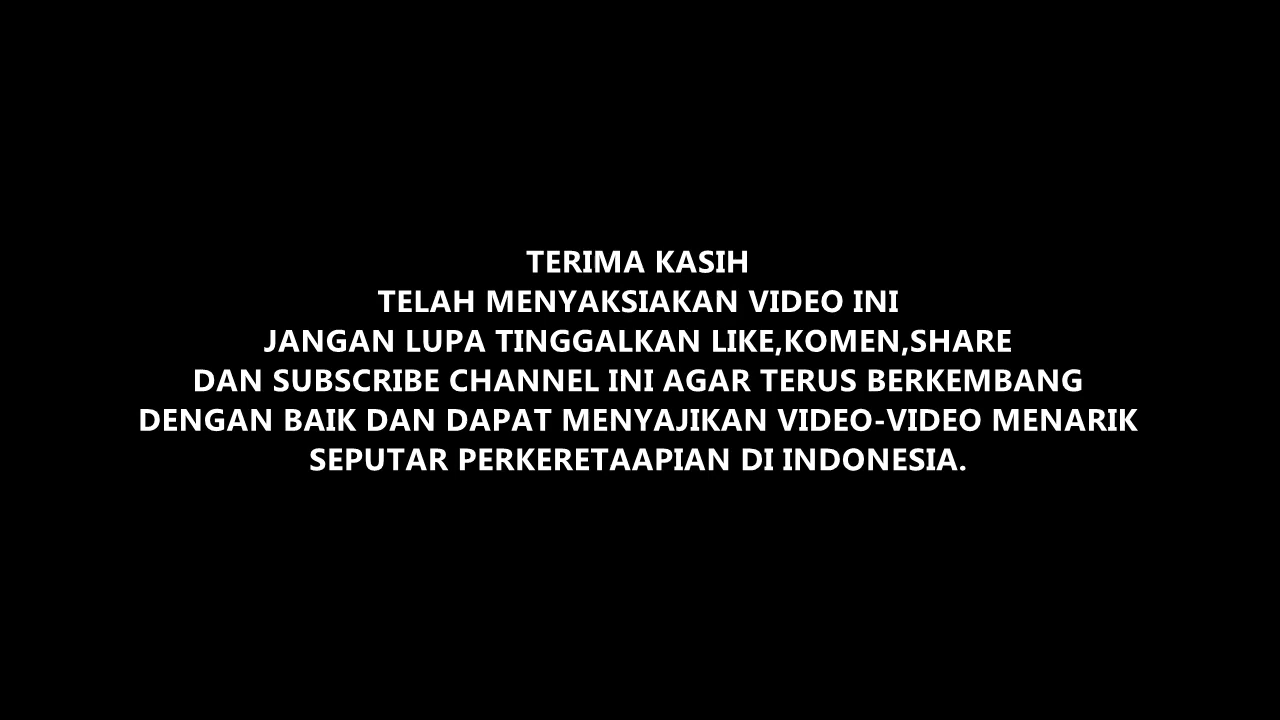 TERIMA KASIH
TELAH MENYAKSIAKAN VIDEO INI
JANGAN LUPA TINGGALKAN LIKE,KOMEN,SHARE
DAN SUBSCRIBE CHANNEL INI AGAR TERUS BERKEMBANG
DENGAN BAIK DAN DAPAT MENYAJIKAN VIDEO-VIDEO MENARIK
SEPUTAR PERKERETAAPIAN DI INDONESIA.